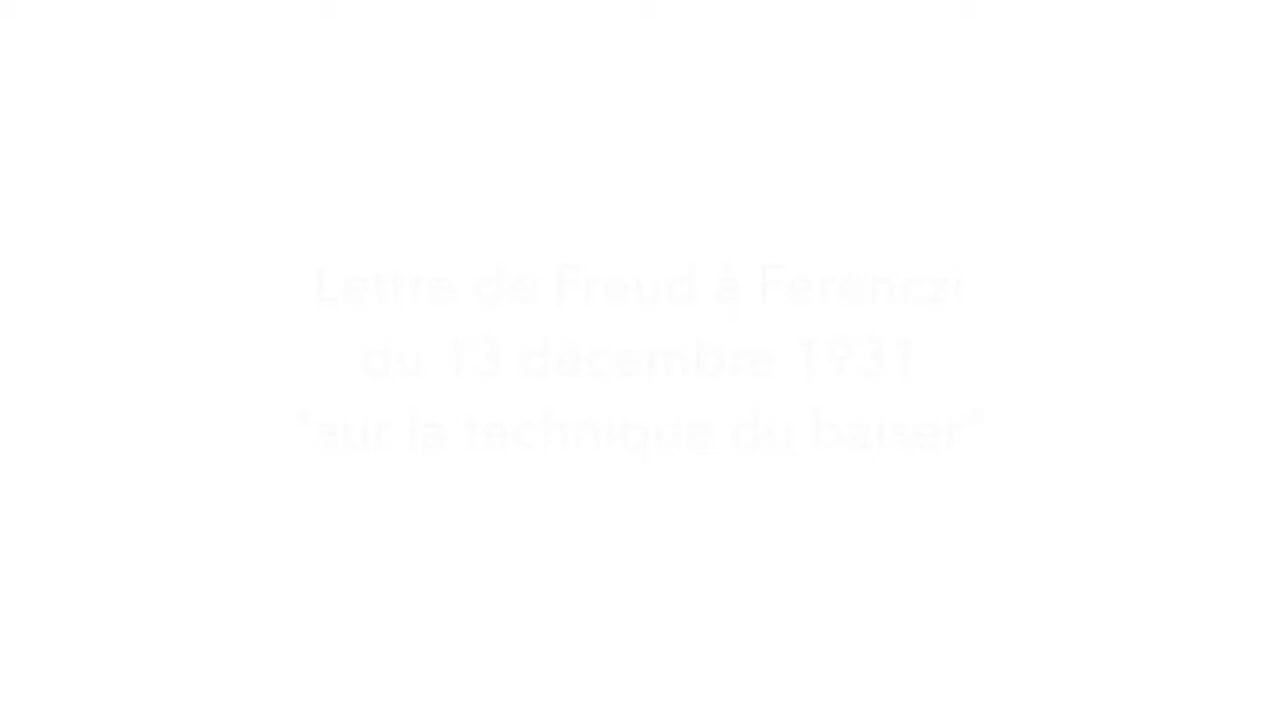 Lettre de Freud à Ferenczi
du 13 décembre 1931
"sur la technique du baiser"